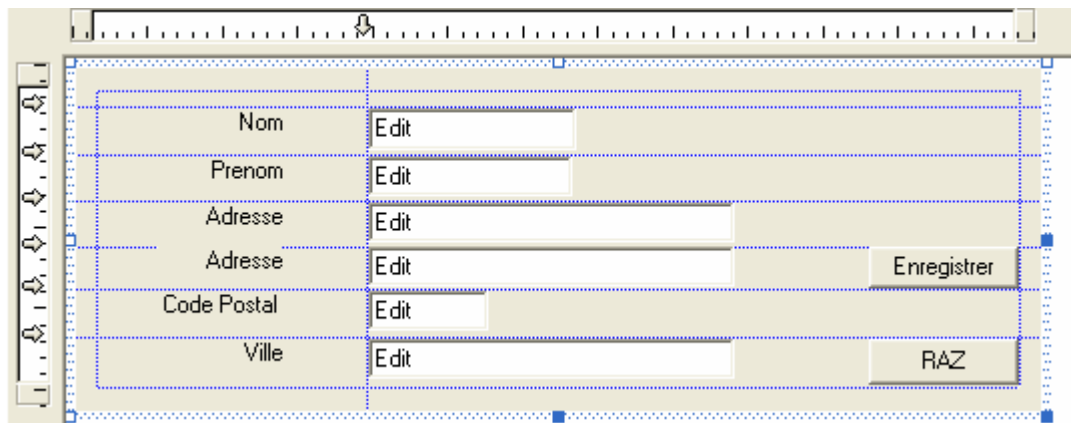 Nom Edit
Prenom Edit
Adresse Edit
Adresse Edit Enregistrer
Code Postal Edit
Ville Edit RAZ